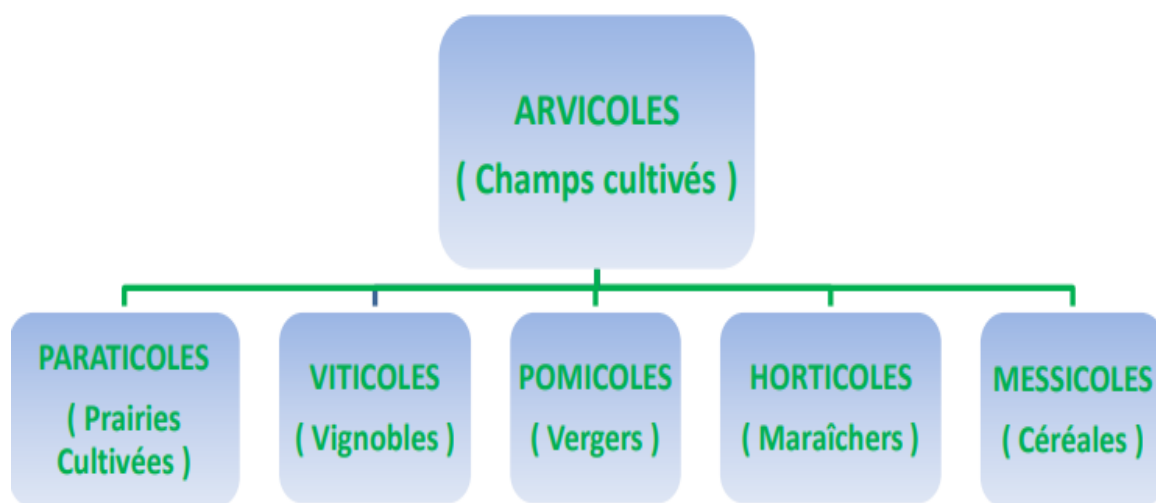 ARVICOLES
( Champs cultivés )
PARATICOLES
( Prairies
Cultivées )
VITICOLES
( Vignobles )
POMICOLES
( Vergers )
HORTICOLES
( Maraîchers )
MESSICOLES
( Céréales )